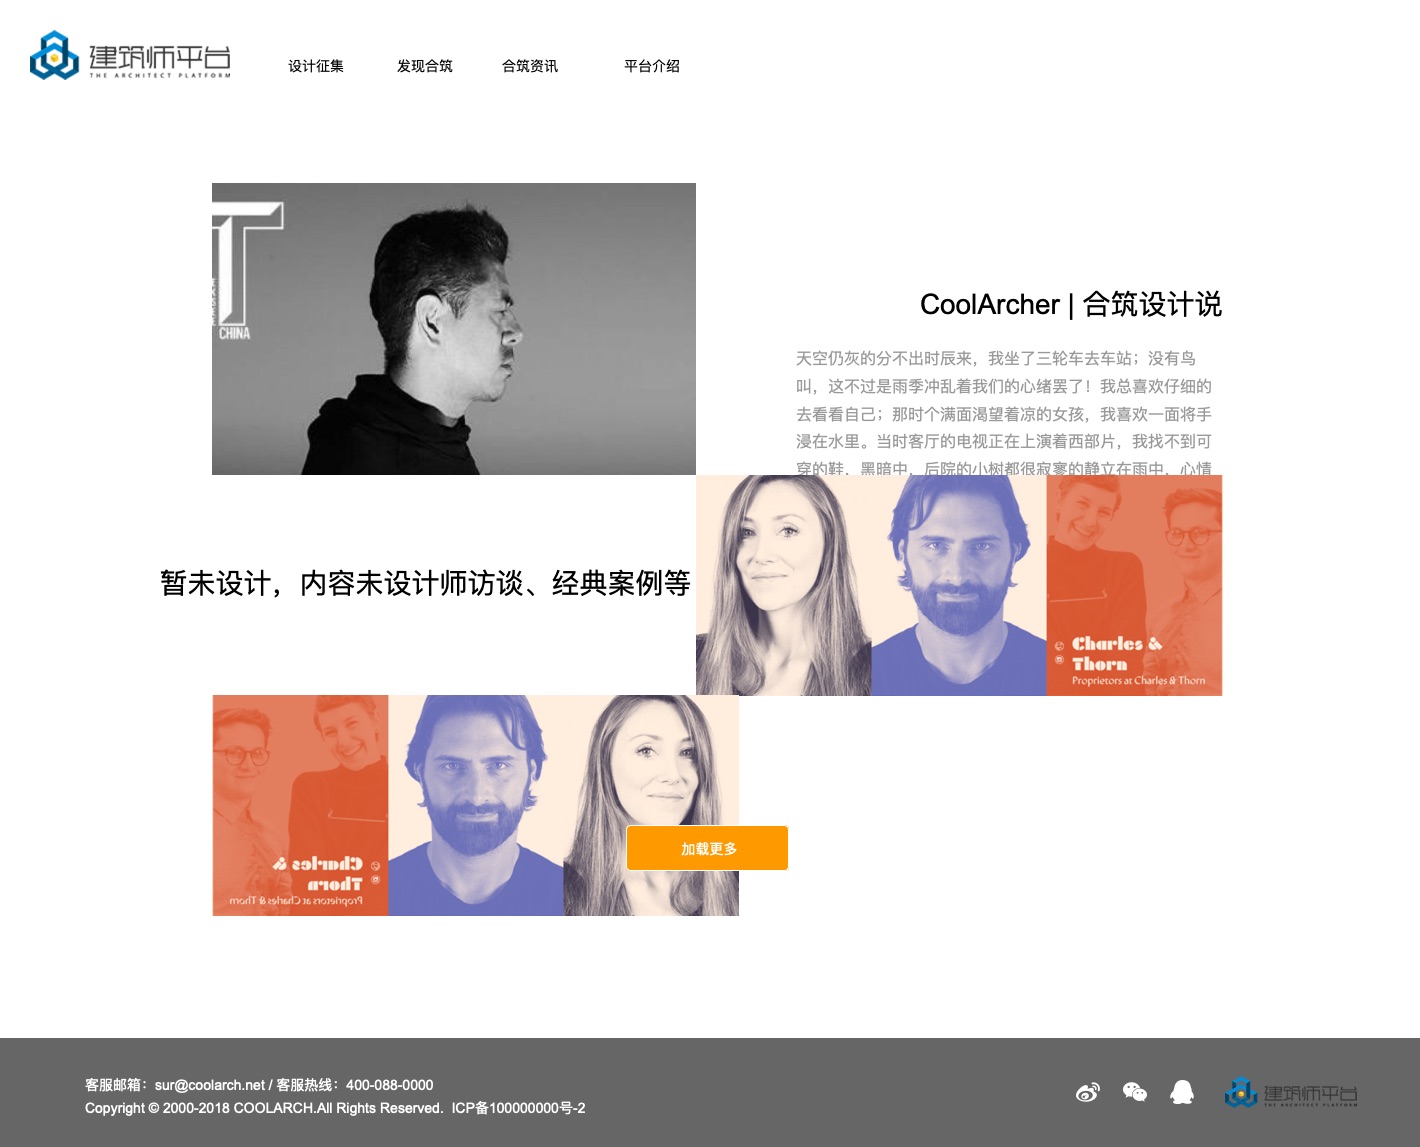 建筑师平台
THE ARCHITECT PLATFORM
设计征集 发现合筑 合筑资讯 平台介绍
T
CHINA
CoolArcher | 合筑设计说
天空仍灰的分不出时辰来，我坐了三轮车去车站；没有鸟
叫，这不过是雨季冲乱着我们的心绪罢了！我总喜欢仔细的
去看看自己；那时个满面渴望着凉的女孩，我喜欢一面将手
浸在水里。当时客厅的电视正在上演着西部片，我找不到可
穿的鞋，黑暗中，后院的小树都很寂寥的静立在雨中，心情
暂未设计，内容未设计师访谈、经典案例等
Charles &
Thorn
Proprietors at Charles & Thorn
Charles &
Thorn
Proprietors at Charles & Thorn
加载更多
客服邮箱：sur@coolarch.net / 客服热线：400-088-0000
Copyright © 2000-2018 COOLARCH.All Rights Reserved. ICP备100000000号-2
建筑师平台
THE ARCHITECT PLATFORM